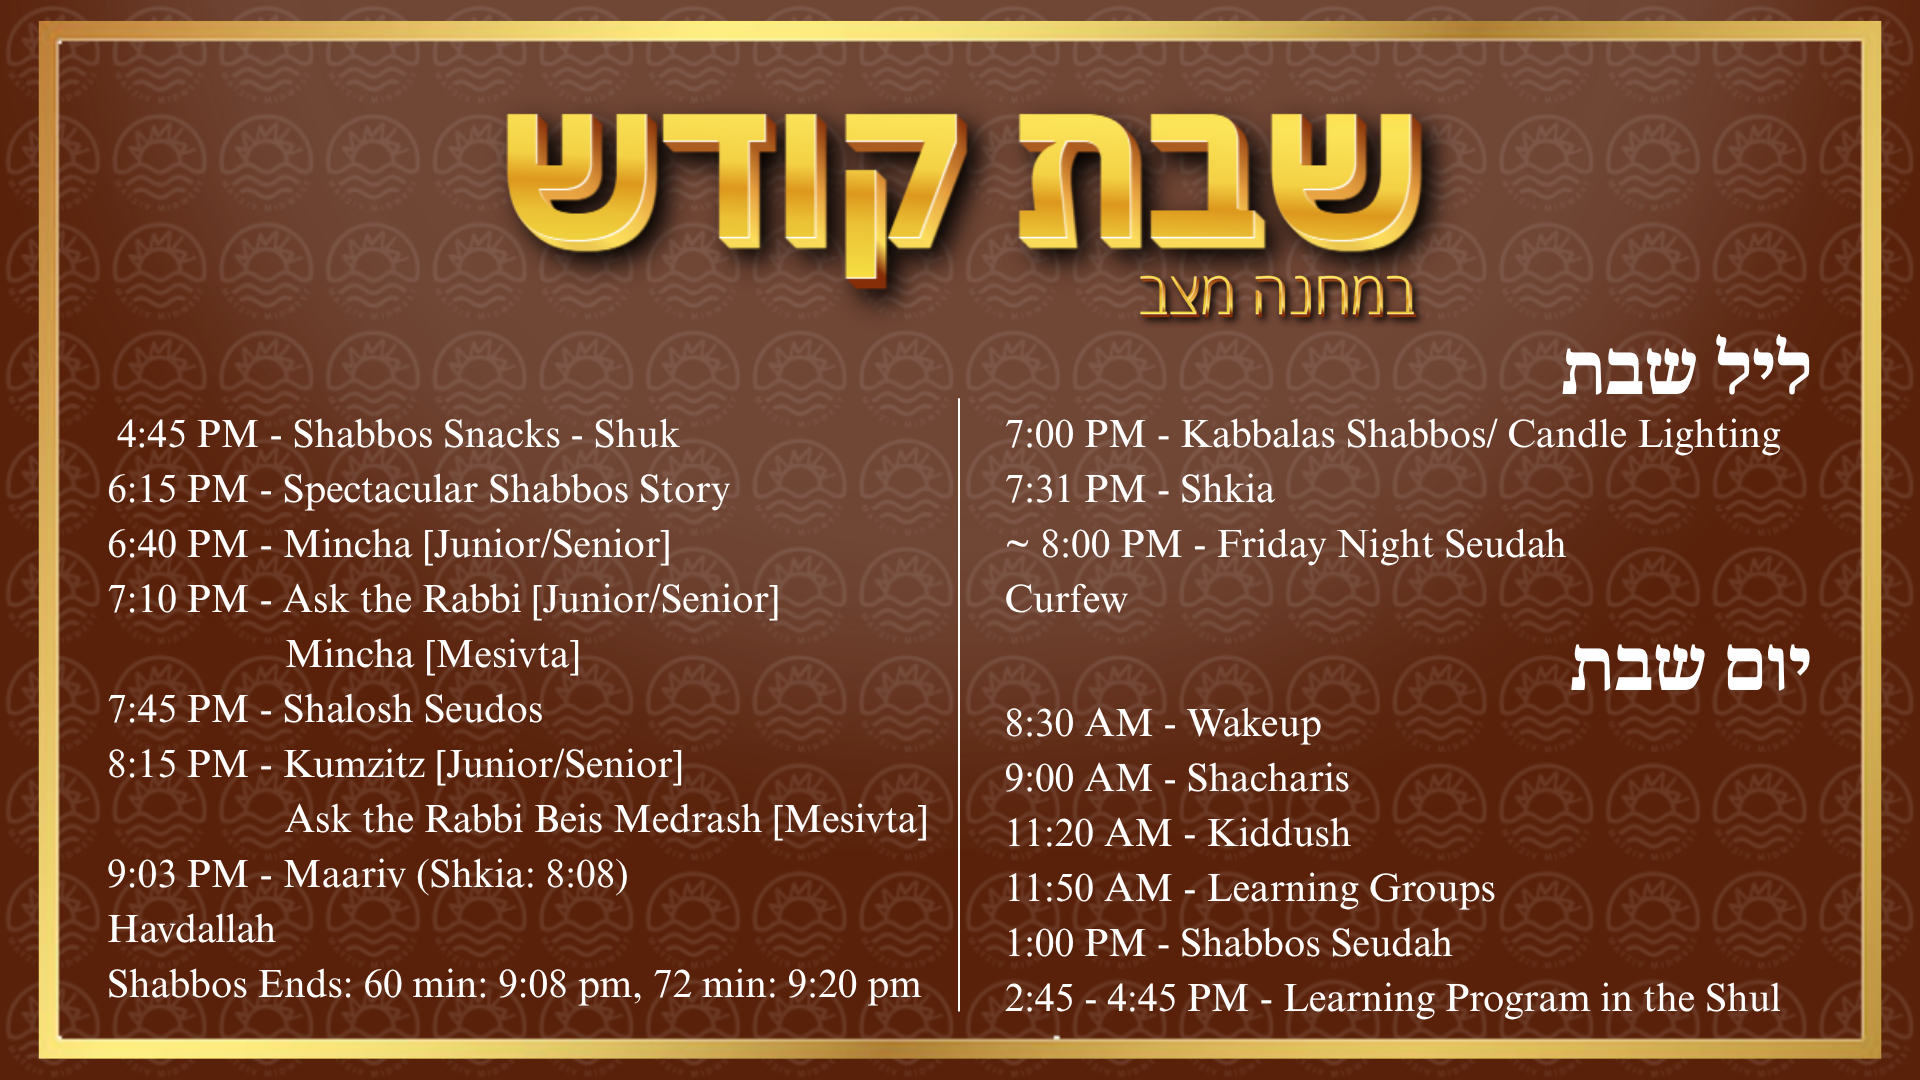 שבת קודש
במחנה מצב
ליל שבת
7:00 PM - Kabbalas Shabbos/ Candle Lighting
7:31 PM - Shkia
~ 8:00 PM - Friday Night Seudah
Curfew
יום שבת
8:30 AM - Wakeup
9:00 AM - Shacharis
11:20 AM - Kiddush
11:50 AM - Learning Groups
1:00 PM - Shabbos Seudah
2:45 - 4:45 PM - Learning Program in the Shul
4:45 PM - Shabbos Snacks - Shuk
6:15 PM - Spectacular Shabbos Story
6:40 PM - Mincha [Junior/Senior]
7:10 PM - Ask the Rabbi [Junior/Senior]
Mincha [Mesivta]
7:45 PM - Shalosh Seudos
8:15 PM - Kumzitz [Junior/Senior]
Ask the Rabbi Beis Medrash [Mesivta]
9:03 PM - Maariv (Shkia: 8:08)
Havdallah
Shabbos Ends: 60 min: 9:08 pm, 72 min: 9:20 pm